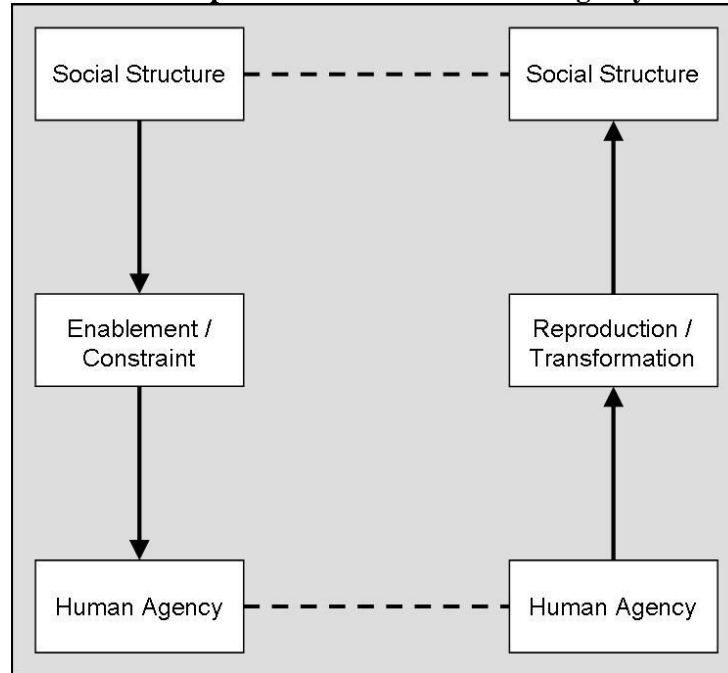 Social Structure
Social Structure
Enablement /
Constraint
Reproduction /
Transformation
Human Agency
Human Agency